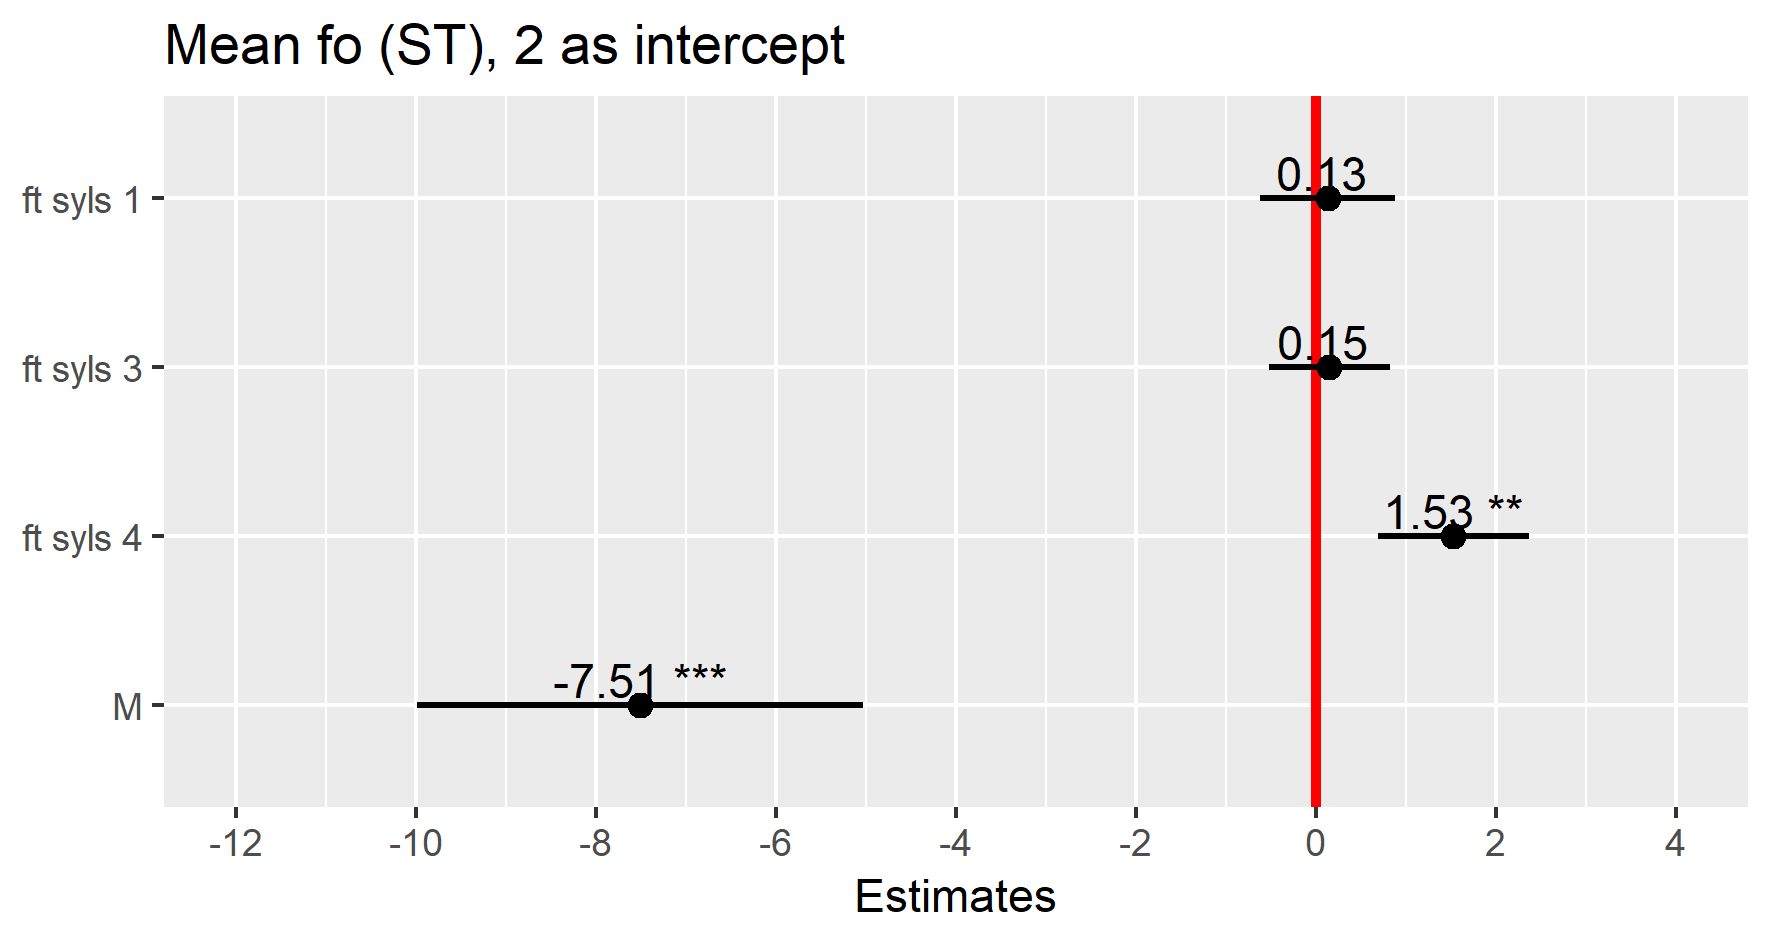 Mean fo (ST), 2 as intercept
ft syls 1
0.13
ft syls 3
0.15
ft syls 4
1.53 **
M
-7.51 ***
-12 -10 -8 -6 -4 -2 0 2 4
Estimates